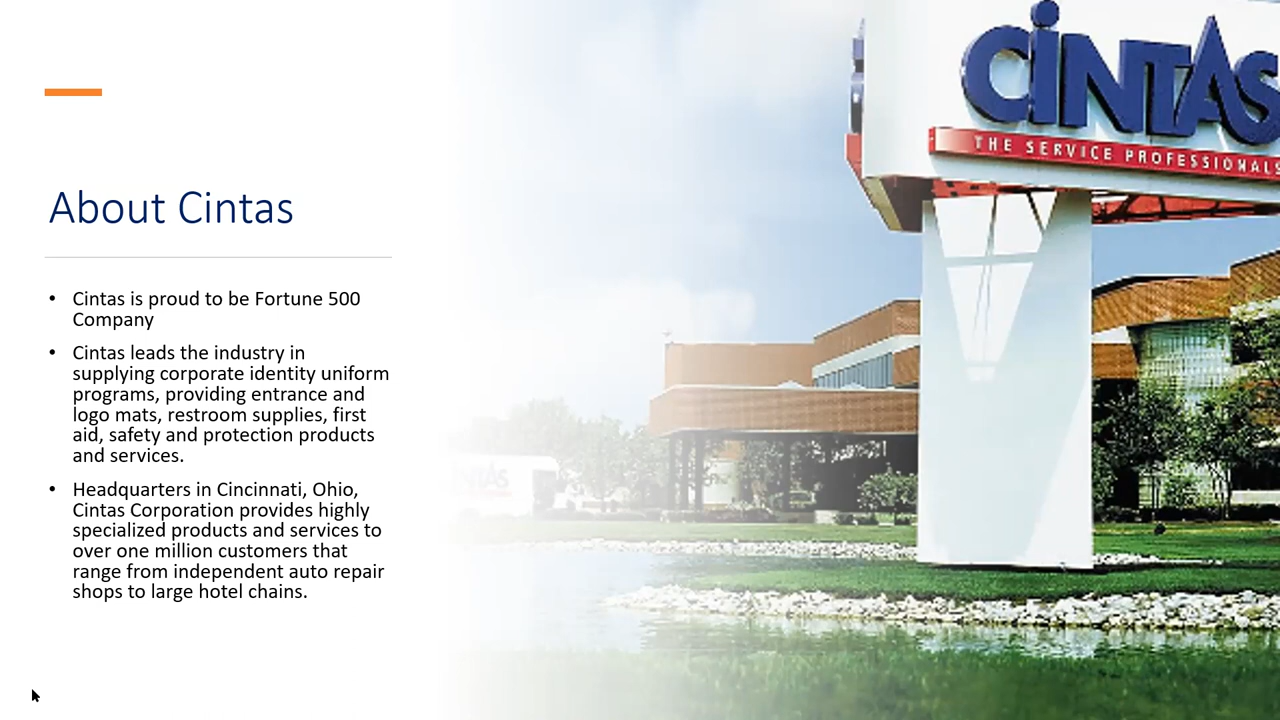 CiNTAS
THE SERVICE PROFESSIONALS
About Cintas
• Cintas is proud to be Fortune 500
Company
• Cintas leads the industry in
supplying corporate identity uniform
programs, providing entrance and
logo mats, restroom supplies, first
aid, safety and protection products
and services.
• Headquarters in Cincinnati, Ohio,
Cintas Corporation provides highly
specialized products and services to
over one million customers that
range from independent auto repair
shops to large hotel chains.